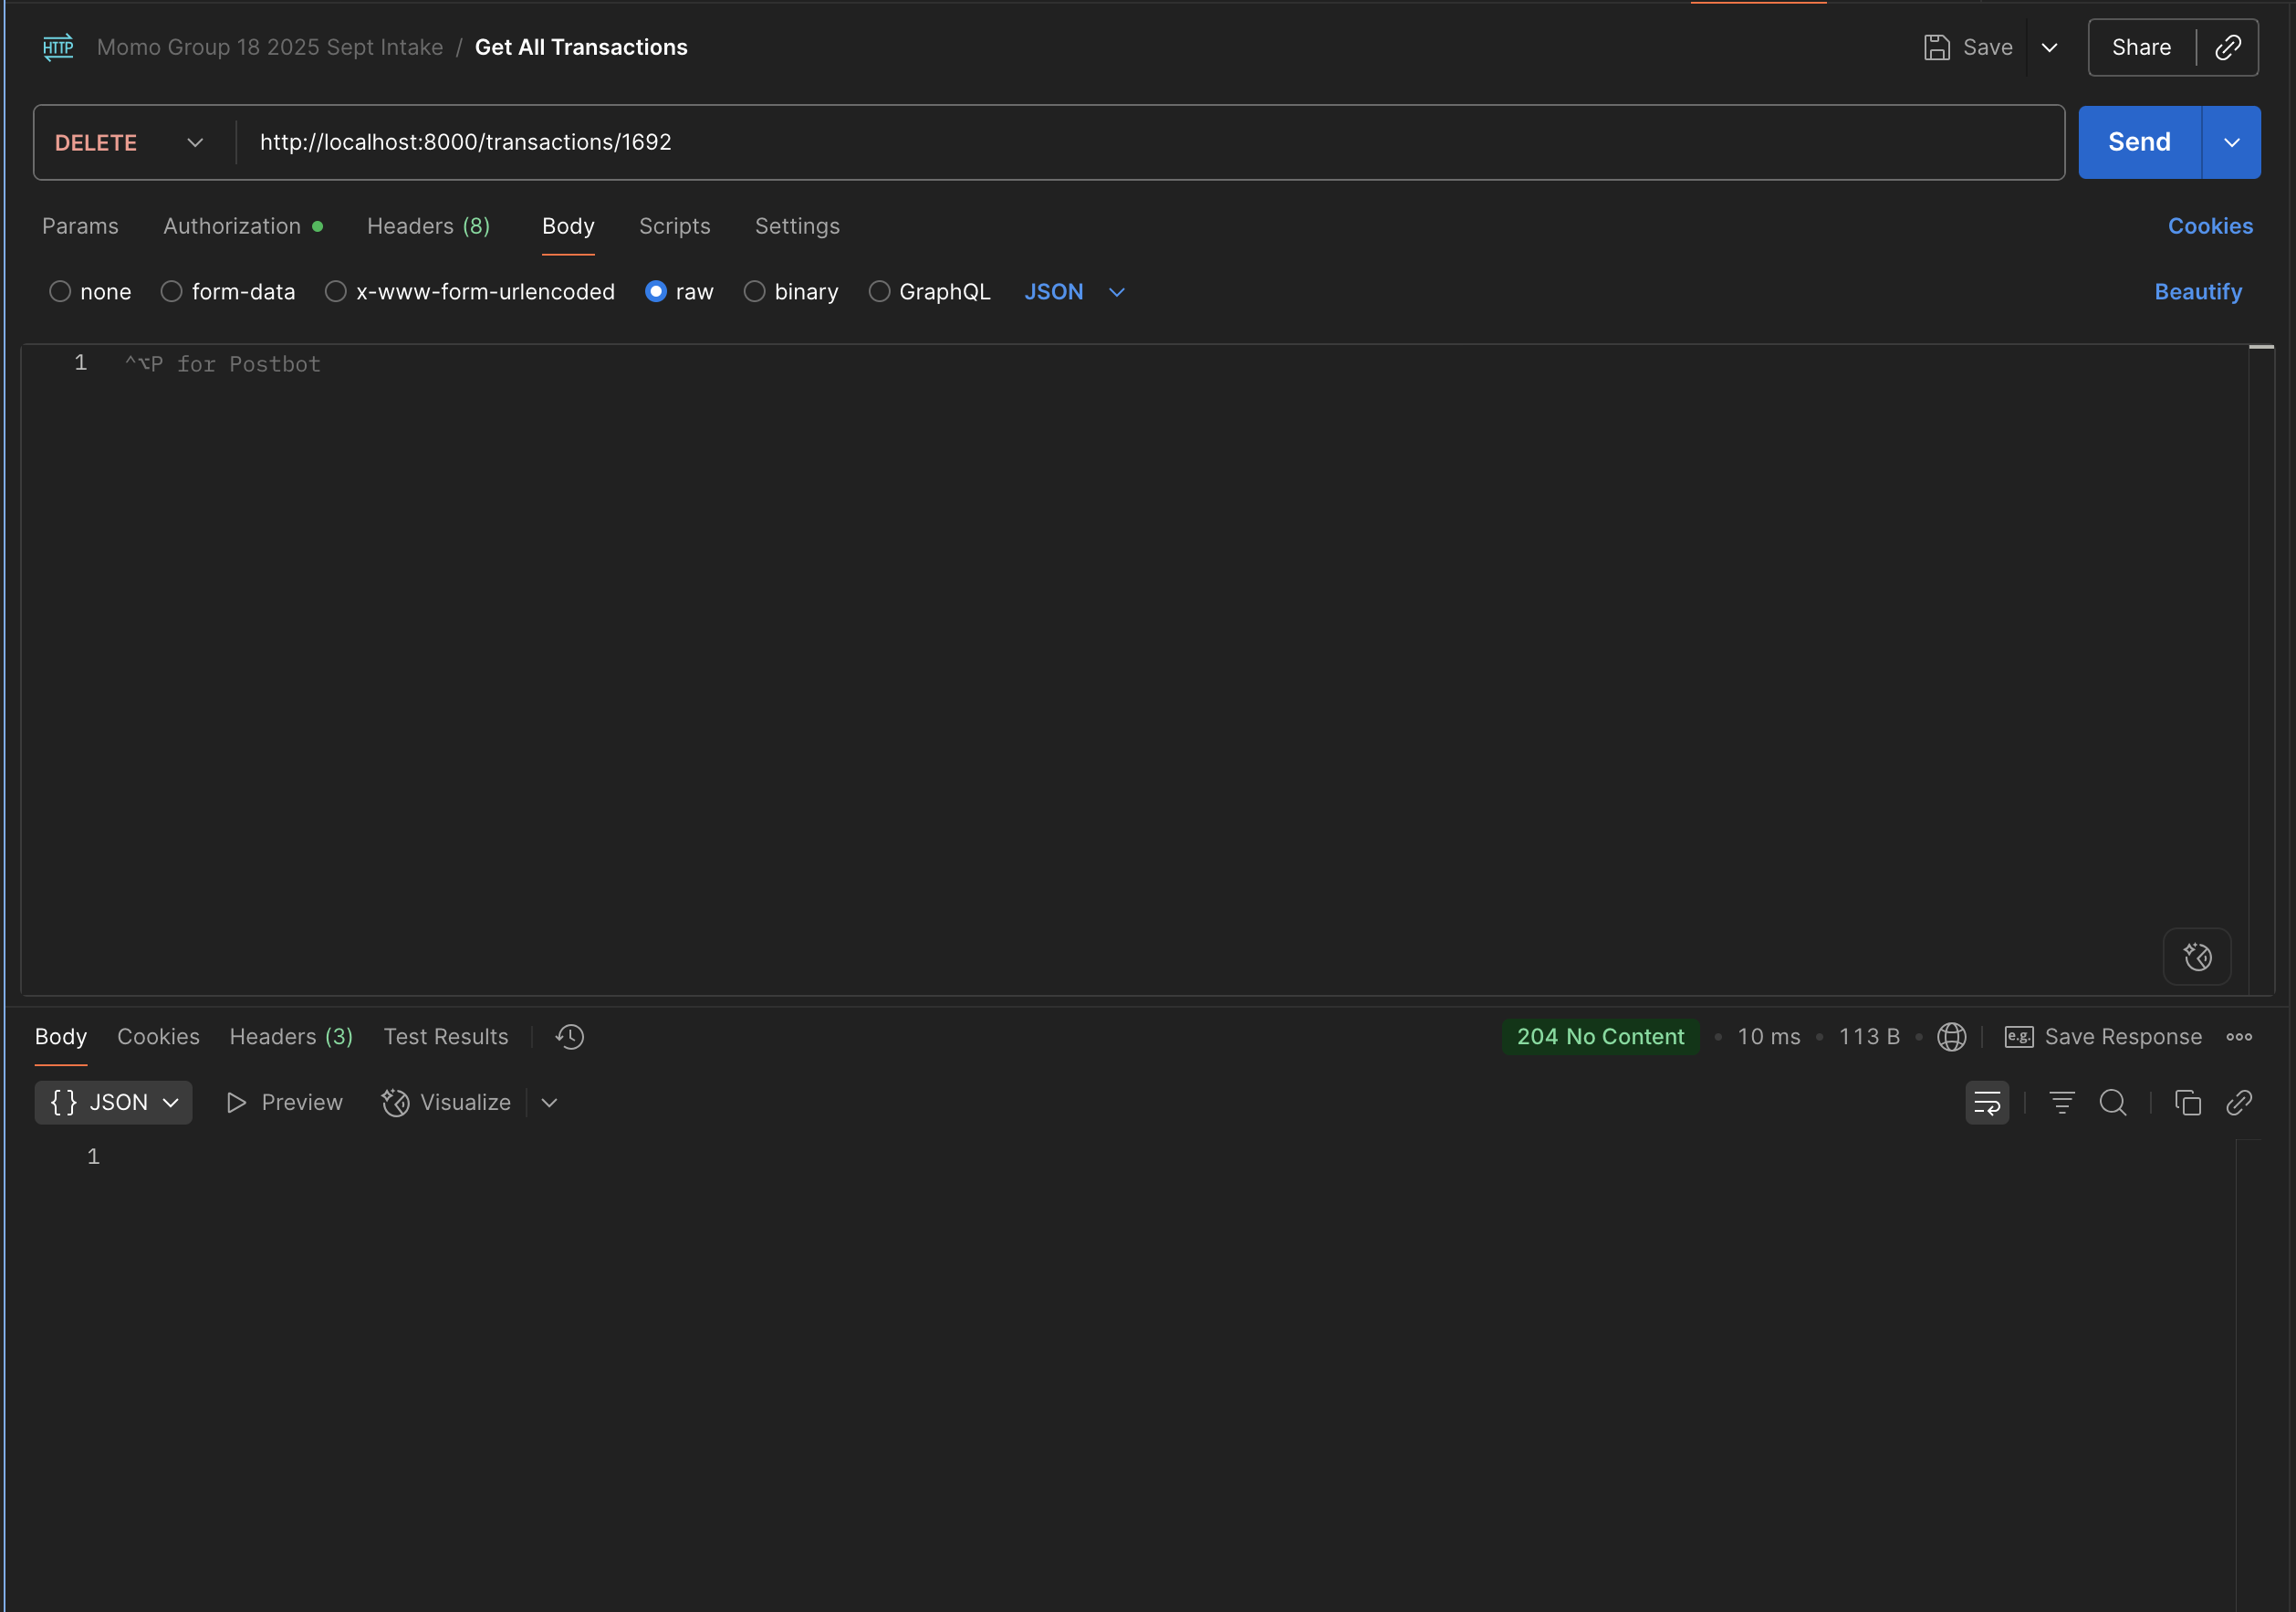 HTTP Momo Group 18 2025 Sept Intake / Get All Transactions Save Share
DELETE http://localhost:8000/transactions/1692 Send
Params Authorization Headers (8) Body Scripts Settings Cookies
none form-data x-www-form-urlencoded raw binary GraphQL JSON Beautify
1 ^⌥P for Postbot
Body Cookies Headers (3) Test Results 204 No Content • 10 ms • 113 B • e.g. Save Response
{ } JSON Preview Visualize
1